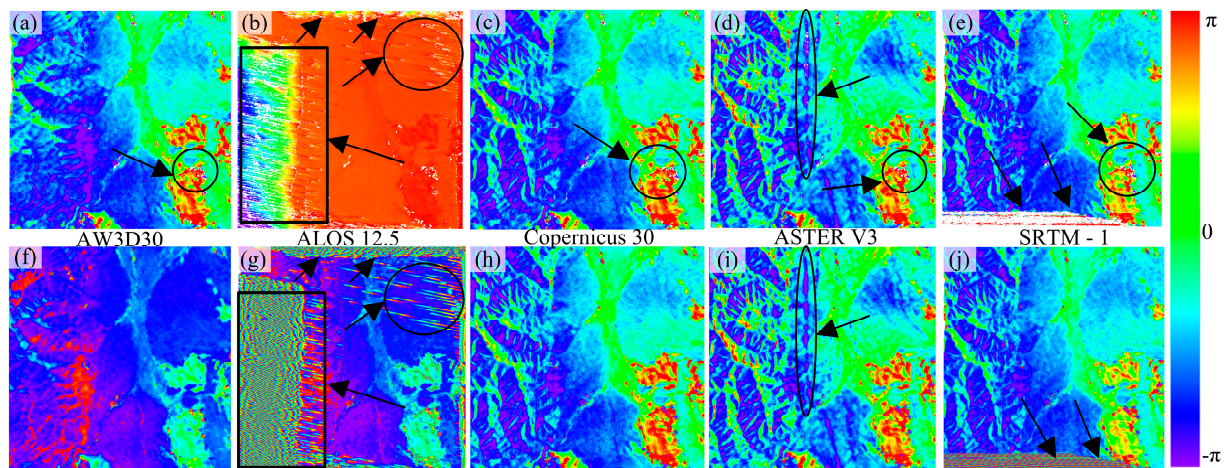 (a) (b) (c) (d) (e) π
AW3D30 ALOS 12.5 Copernicus 30 ASTER V3 SRTM - 1 0
(f) (g) (h) (i) (j)
-π